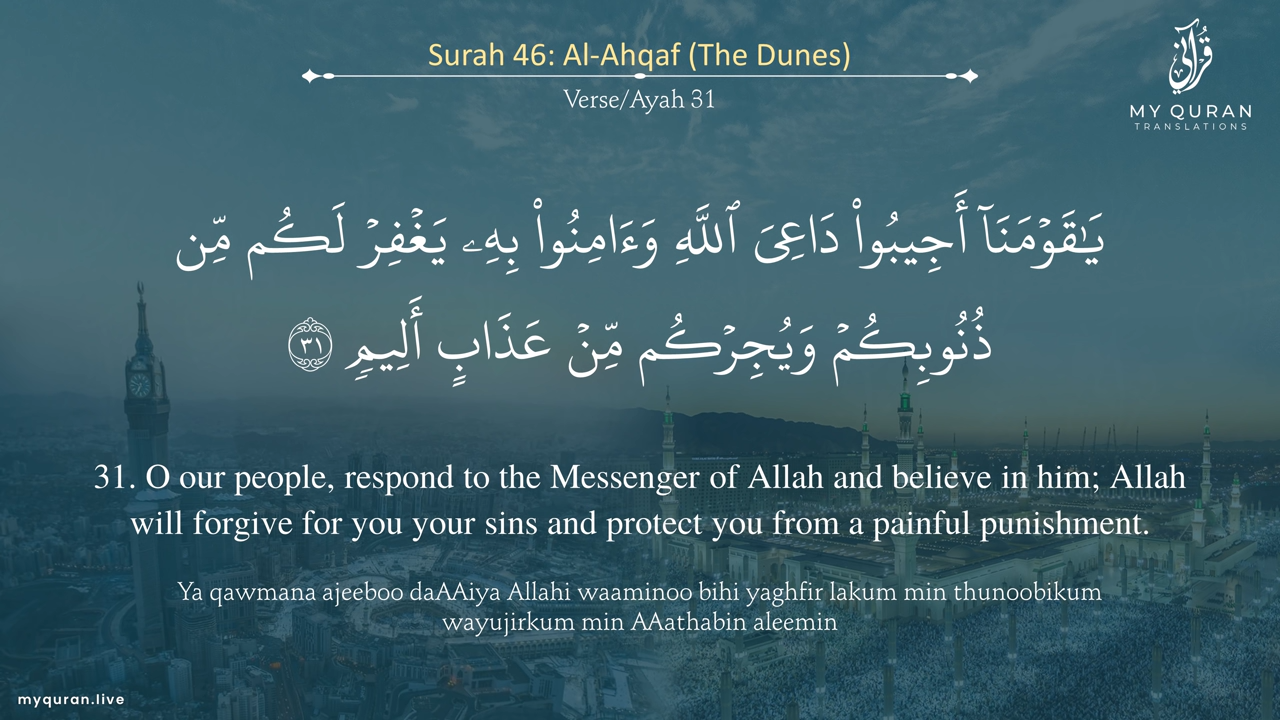 Surah 46: Al-Ahqaf (The Dunes)
Verse/Ayah 31
قُرْآنِي
MY QURAN
TRANSLATIONS
يَـٰقَوْمَنَآ أَجِيبُوا۟ دَاعِىَ ٱللَّهِ وَءَامِنُوا۟ بِهِۦ يَغْفِرْ لَكُم مِّن
ذُنُوبِكُمْ وَيُجِرْكُم مِّنْ عَذَابٍ أَلِيمٍۢ ٣١
31. O our people, respond to the Messenger of Allah and believe in him; Allah
will forgive for you your sins and protect you from a painful punishment.
Ya qawmana ajeeboo daAAiya Allahi waaminoo bihi yaghfir lakum min thunoobikum
wayujirkum min AAathabin aleemin
myquran.live